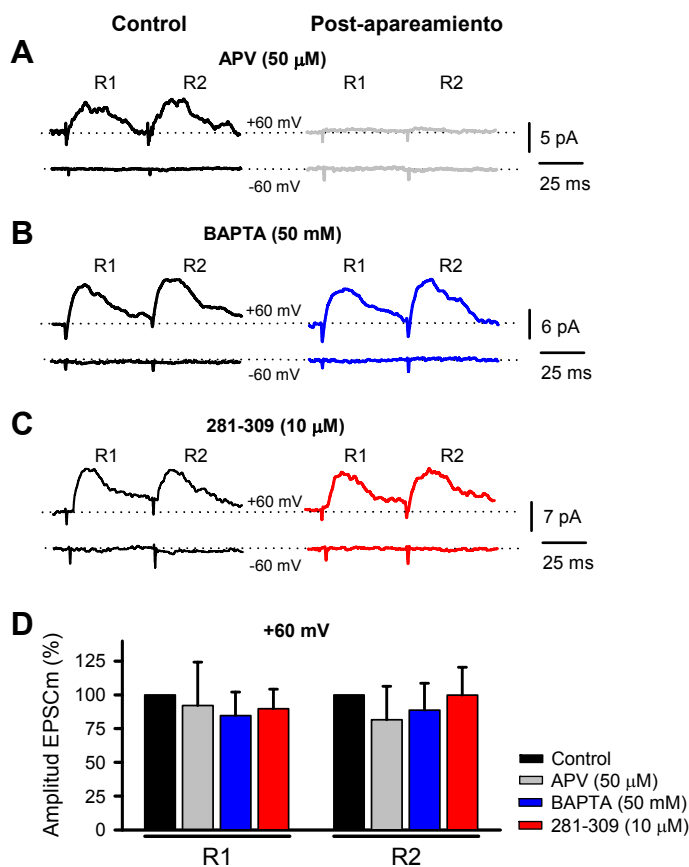 Control Post-apareamiento
A
APV (50 μM)
R1 R2 R1 R2
+60 mV
5 pA
-60 mV
25 ms
B
BAPTA (50 mM)
R1 R2 R1 R2
+60 mV
6 pA
-60 mV
25 ms
C
281-309 (10 μM)
R1 R2 R1 R2
+60 mV
7 pA
-60 mV
25 ms
D
+60 mV
Amplitud EPSCm (%)
125
100
75
50
25
0
R1 R2
Control
APV (50 μM)
BAPTA (50 mM)
281-309 (10 μM)